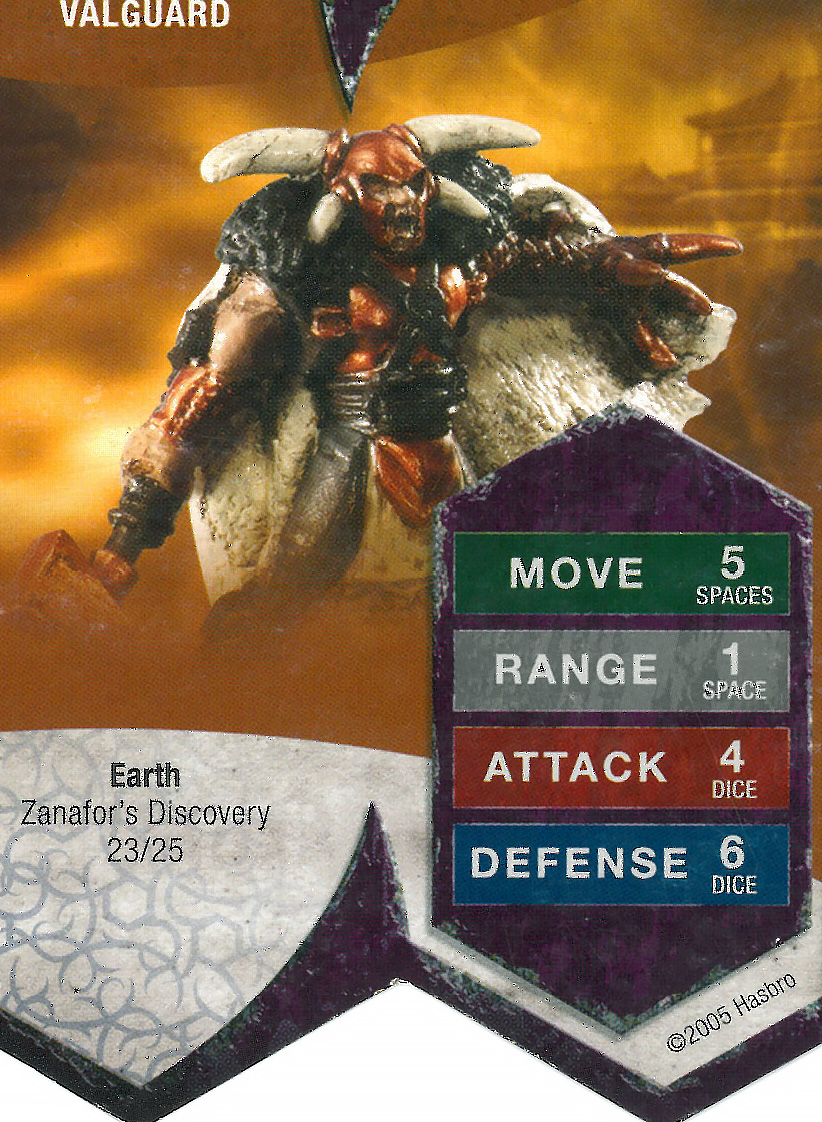 VALGUARD
MOVE 5
SPACES
RANGE 1
SPACE
ATTACK 4
DICE
DEFENSE 6
DICE
Earth
Zanafor's Discovery
23/25
©2005 Hasbro